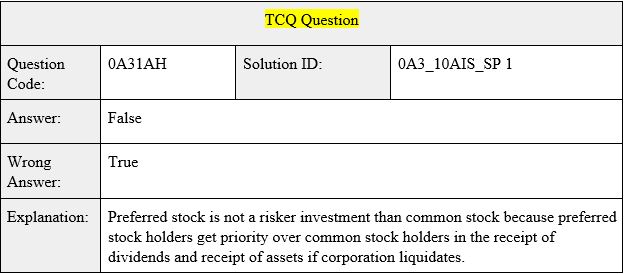 TCQ Question
Question Code: 0A31AH Solution ID: 0A3_10AIS_SP 1
Answer: False
Wrong Answer: True
Explanation: Preferred stock is not a risker investment than common stock because preferred
stock holders get priority over common stock holders in the receipt of
dividends and receipt of assets if corporation liquidates.